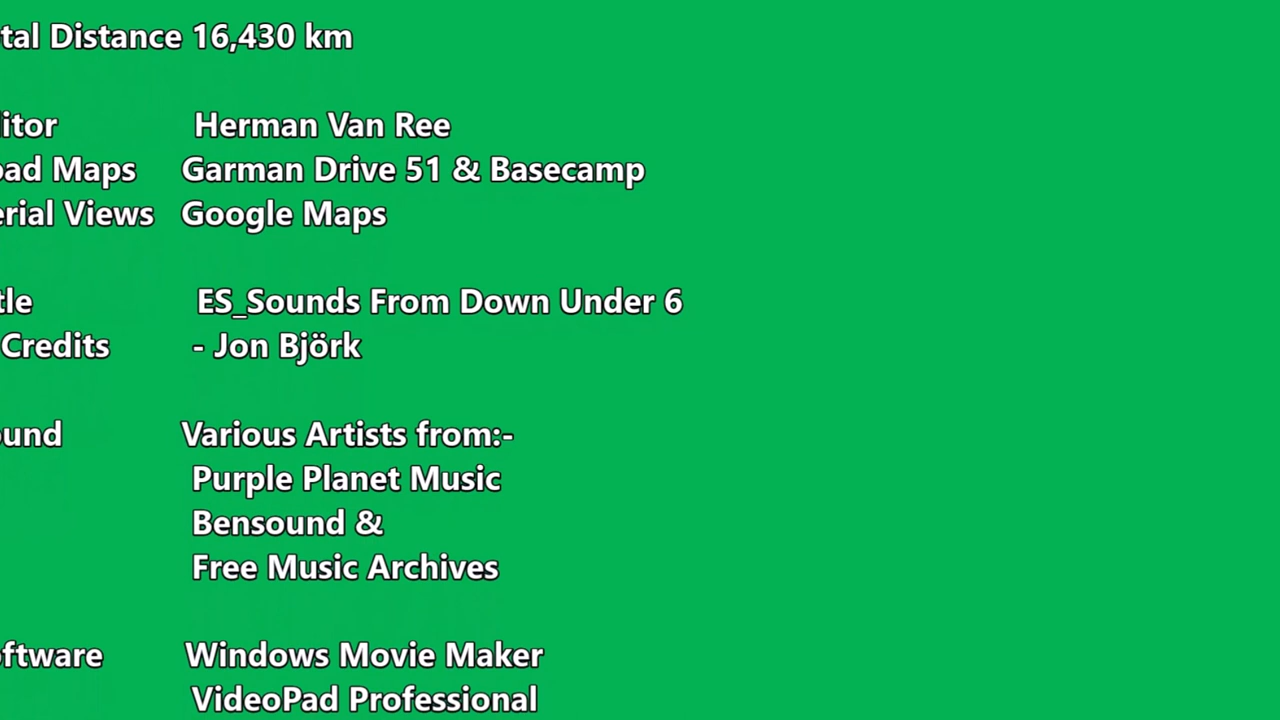 tal Distance 16,430 km
itor Herman Van Ree
oad Maps Garman Drive 51 & Basecamp
erial Views Google Maps
tle ES_Sounds From Down Under 6
Credits - Jon Björk
ound Various Artists from:-
Purple Planet Music
Bensound &
Free Music Archives
oftware Windows Movie Maker
VideoPad Professional